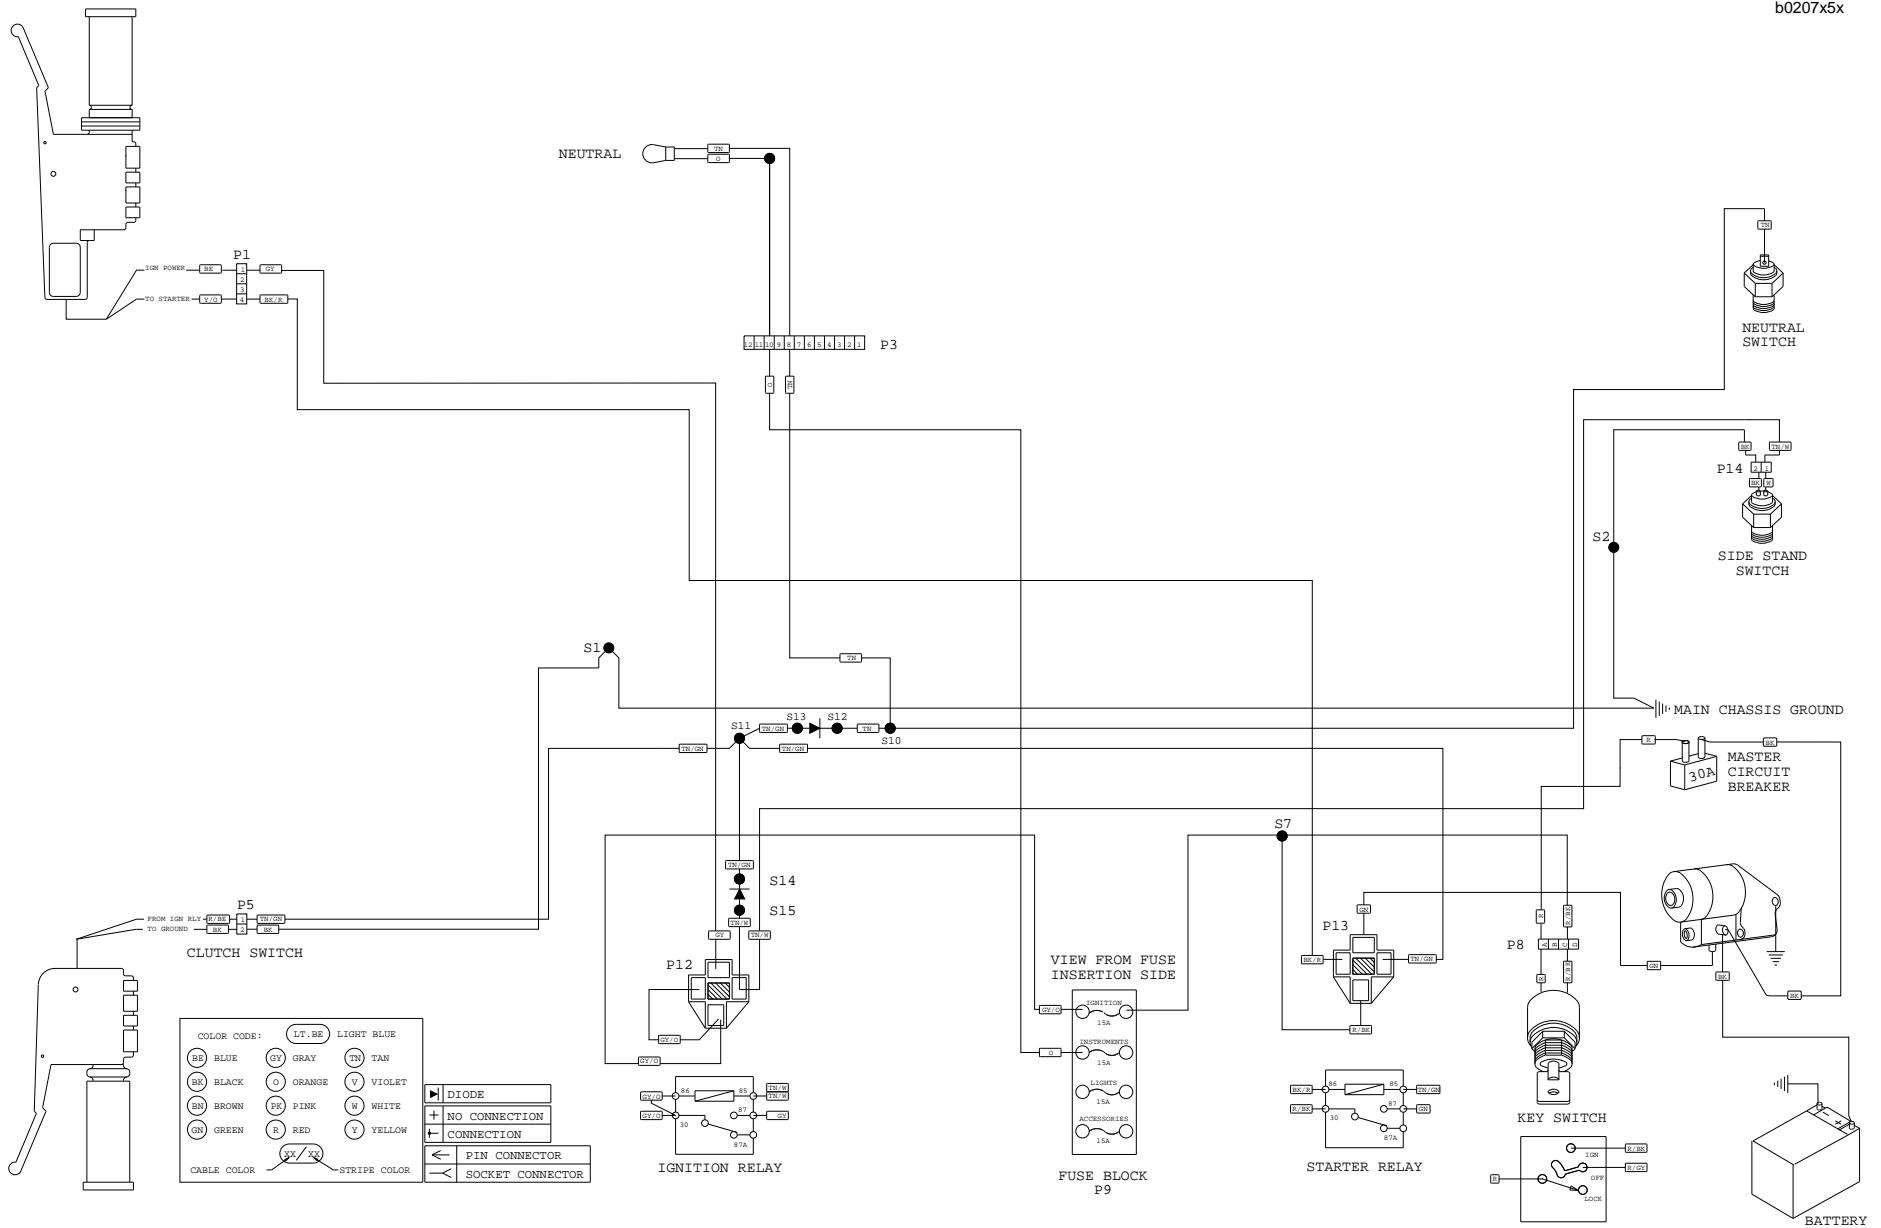 b0207x5x
NEUTRAL
TN
O
P1
IGN POWER
BE
1
GY
2
3
TO STARTER
Y/O
4
BK/R
TN
NEUTRAL
SWITCH
12 11 10 9 8 7 6 5 4 3 2 1
P3
O
TN
BK
TN/W
P14
2 1
BK
W
S2
SIDE STAND
SWITCH
S1
TN
MAIN CHASSIS GROUND
S11
TN/GN
S13
S12
TN
S10
TN/GN
TN/GN
R
BK
30A
MASTER
CIRCUIT
BREAKER
S7
TN/GN
S14
S15
TN/W
GY
TN/W
P5
FROM IGN RLY
R/BE
1
TN/GN
TO GROUND
BK
2
BK
CLUTCH SWITCH
P12
GY/O
GY/O
GN
P13
BK/R
TN/GN
R/BK
R
R/BK
P8
A B C D
R
R/BK
GN
BK
BK
VIEW FROM FUSE
INSERTION SIDE
GY/O
IGNITION
15A
O
INSTRUMENTS
15A
LIGHTS
15A
ACCESSORIES
15A
FUSE BLOCK
P9
COLOR CODE:
LT.BE
LIGHT BLUE
BE BLUE
GY GRAY
TN TAN
BK BLACK
O ORANGE
V VIOLET
BN BROWN
PK PINK
W WHITE
GN GREEN
R RED
Y YELLOW
CABLE COLOR
XX/XX
STRIPE COLOR
DIODE
NO CONNECTION
CONNECTION
PIN CONNECTOR
SOCKET CONNECTOR
GY/O
86
85
TN/W
TN/W
GY/O
30
87
GY
87A
IGNITION RELAY
BK/R
86
85
TN/GN
R/BK
30
87
GN
87A
STARTER RELAY
KEY SWITCH
R/BK
IGN
R/GY
OFF
R
LOCK
BATTERY